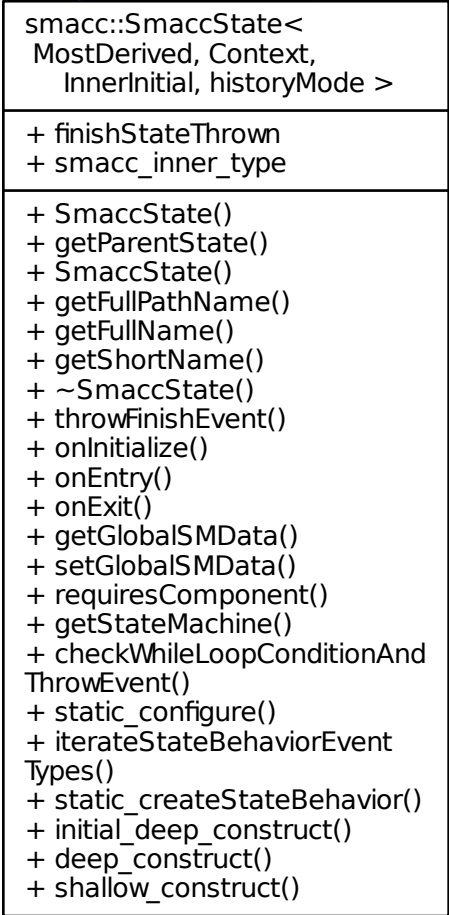 smacc::SmaccState<
MostDerived, Context,
InnerInitial, historyMode >
+ finishStateThrown
+ smacc_inner_type
+ SmaccState()
+ getParentState()
+ SmaccState()
+ getFullPathName()
+ getFullName()
+ getShortName()
+ ~SmaccState()
+ throwFinishEvent()
+ onInitialize()
+ onEntry()
+ onExit()
+ getGlobalSMData()
+ setGlobalSMData()
+ requiresComponent()
+ getStateMachine()
+ checkWhileLoopConditionAnd
ThrowEvent()
+ static_configure()
+ iterateStateBehaviorEvent
Types()
+ static_createStateBehavior()
+ initial_deep_construct()
+ deep_construct()
+ shallow_construct()